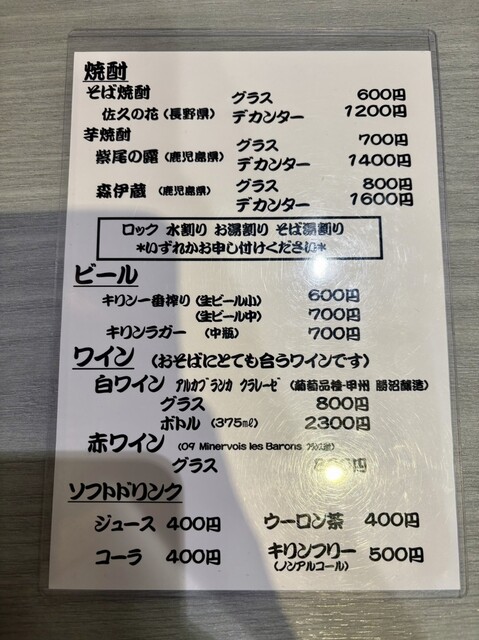 焼酎
そば焼酎 グラス 600円
佐久の花(長野県) デカンター 1200円
芋焼酎 グラス 700円
紫尾の露(鹿児島県) デカンター 1400円
森伊蔵(鹿児島県) グラス 800円
デカンター 1600円
ロック 水割り お湯割り そば湯割り
*いずれかお申し付けください*
ビール
キリン一番搾り(生ビール小) 600円
(生ビール中) 700円
キリンラガー (中瓶) 700円
ワイン (おそばにとても合うワインです)
白ワイン アルカブランカ クラレーゼ (葡萄品種・甲州 勝沼醸造)
グラス 800円
ボトル (375ml) 2300円
赤ワイン (09 Minervois les Barons フランス産)
グラス
ソフトドリンク
ジュース 400円 ウーロン茶 400円
コーラ 400円 キリンフリー 500円
(ノンアルコール)